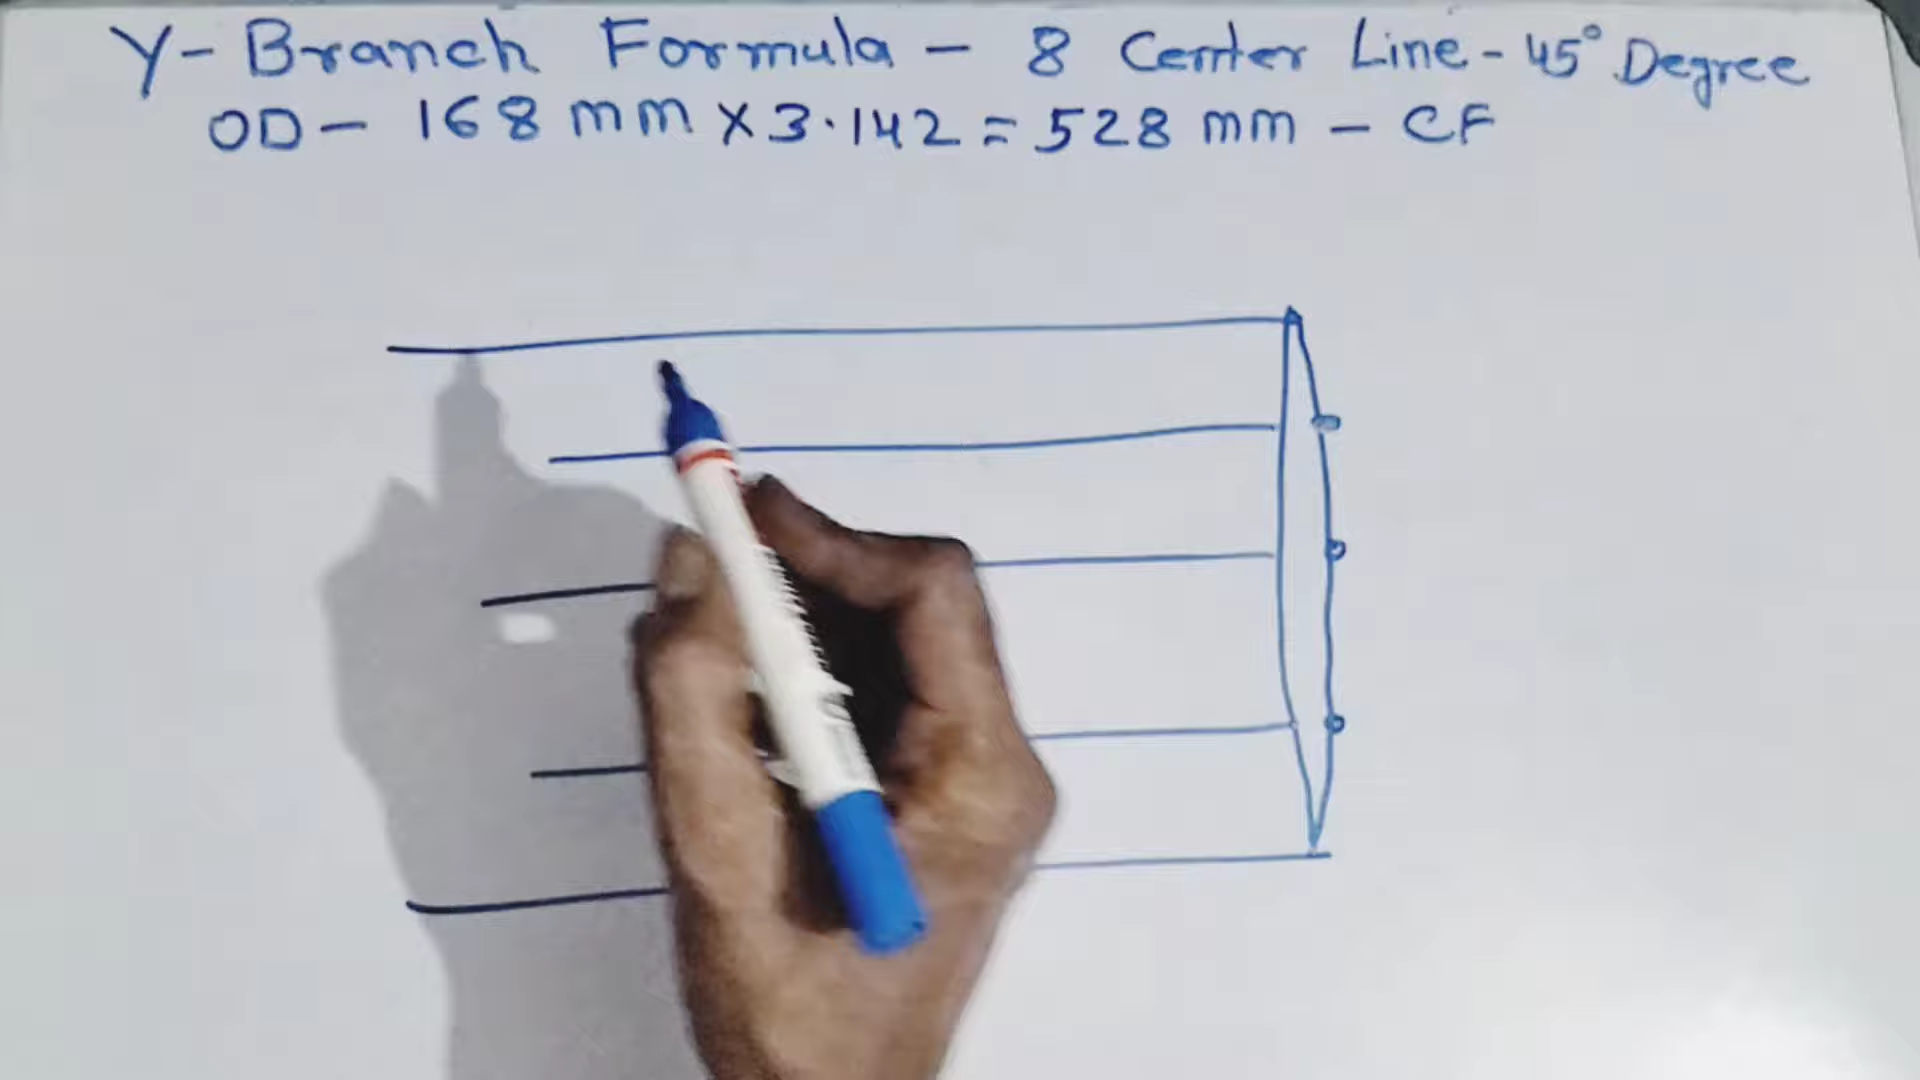 Y- Branch Formula - 8 Center Line - 45° Degree
OD - 168 mm X 3.142 = 528 mm - CF